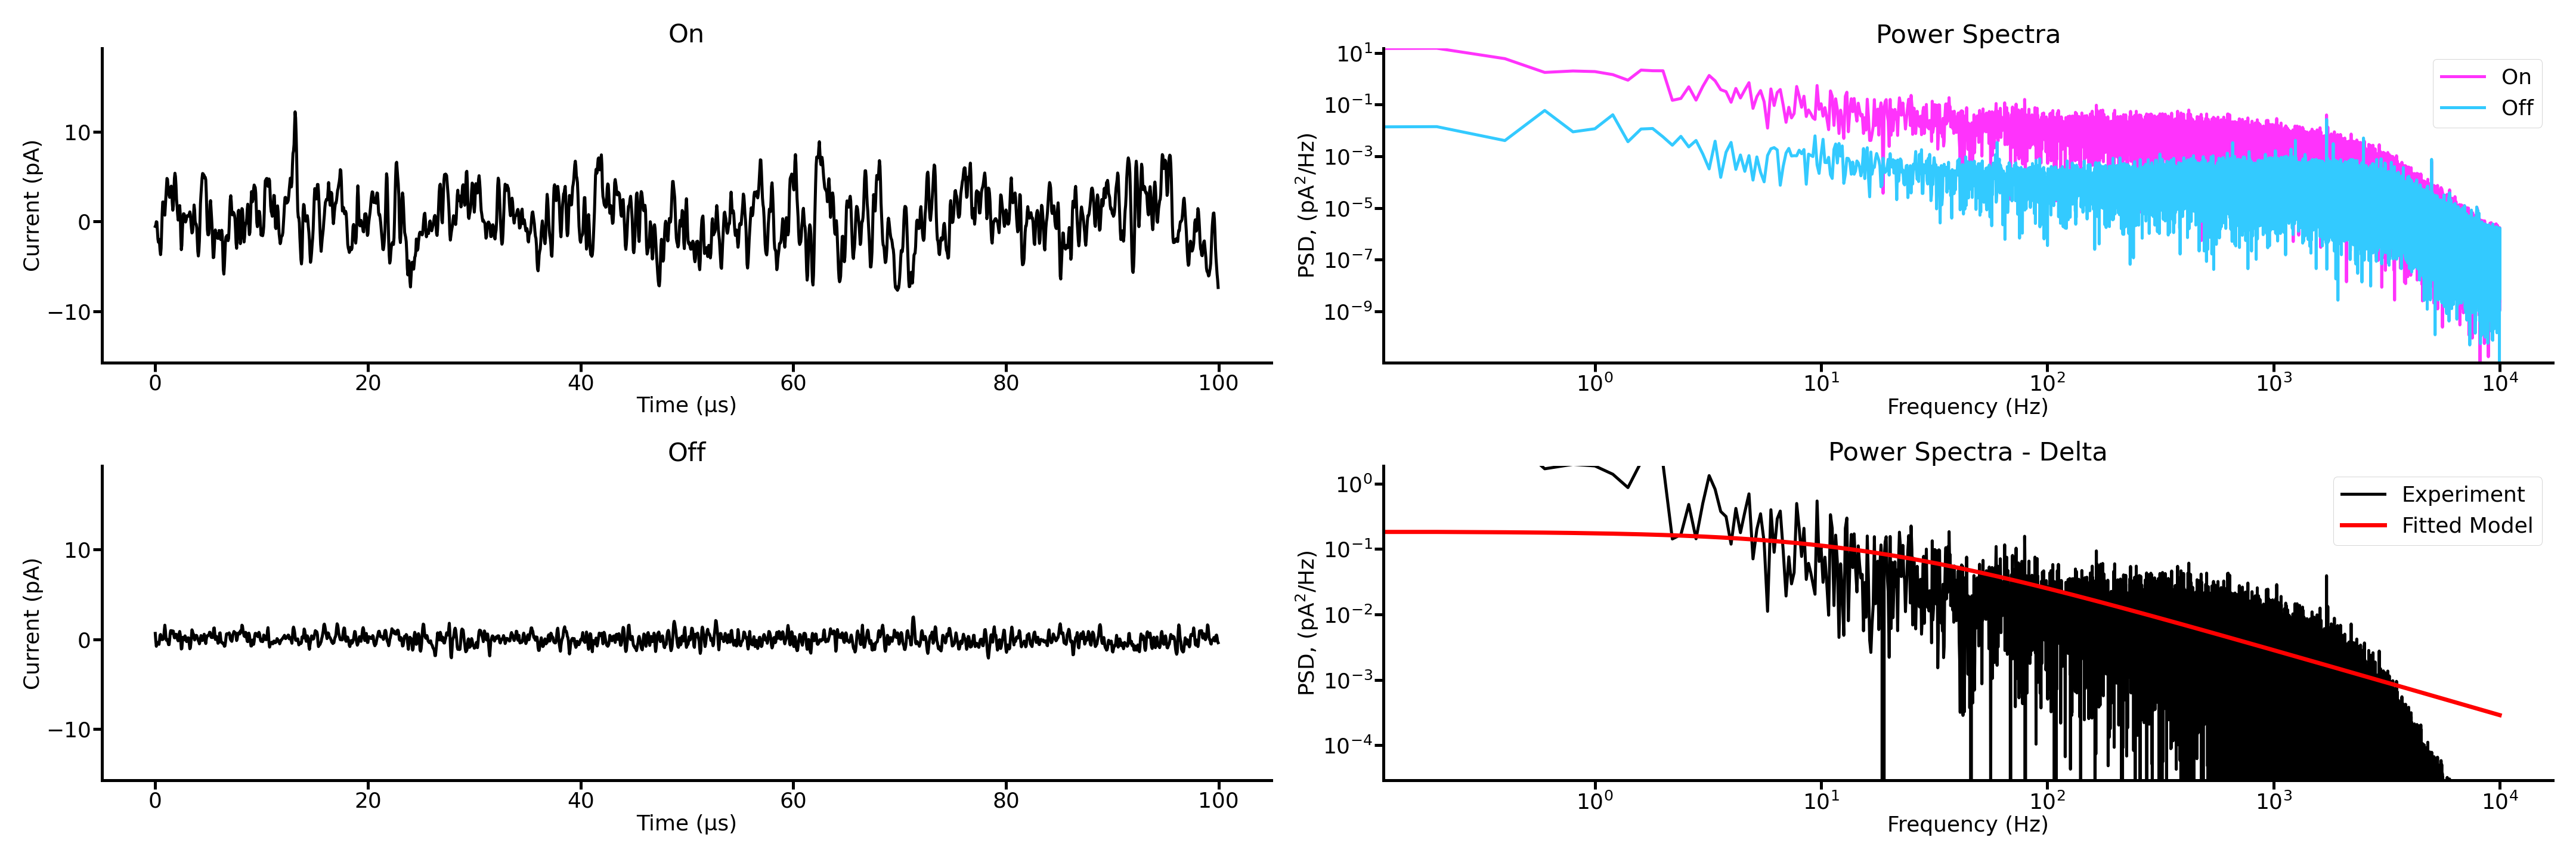 On
Current (pA)
10
0
−10
0 20 40 60 80 100
Time (µs)
Power Spectra
PSD, (pA²/Hz)
10¹
10⁻¹
10⁻³
10⁻⁵
10⁻⁷
10⁻⁹
On
Off
10⁰ 10¹ 10² 10³ 10⁴
Frequency (Hz)
Off
Current (pA)
10
0
−10
0 20 40 60 80 100
Time (µs)
Power Spectra - Delta
PSD, (pA²/Hz)
10⁰
10⁻¹
10⁻²
10⁻³
10⁻⁴
Experiment
Fitted Model
10⁰ 10¹ 10² 10³ 10⁴
Frequency (Hz)